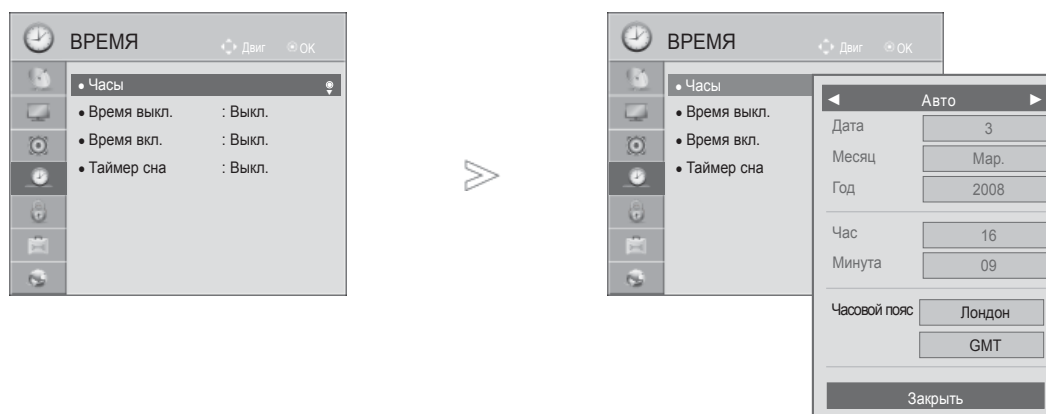 ВРЕМЯ
Двиг OK
● Часы
● Время выкл. : Выкл.
● Время вкл. : Выкл.
● Таймер сна : Выкл.
ВРЕМЯ
Двиг OK
● Часы
● Время выкл.
● Время вкл.
● Таймер сна
◄ Авто ►
Дата 3
Месяц Мар.
Год 2008
Час 16
Минута 09
Часовой пояс Лондон
GMT
Закрыть